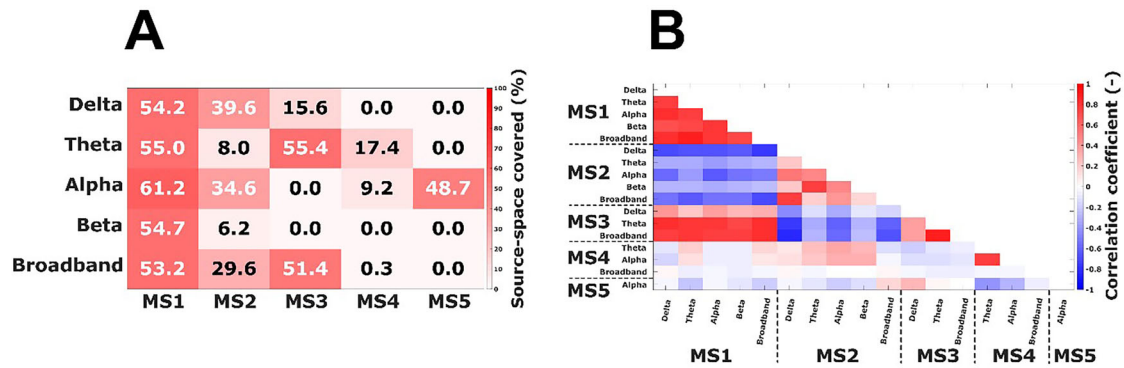 A
Delta 54.2 39.6 15.6 0.0 0.0
Theta 55.0 8.0 55.4 17.4 0.0
Alpha 61.2 34.6 0.0 9.2 48.7
Beta 54.7 6.2 0.0 0.0 0.0
Broadband 53.2 29.6 51.4 0.3 0.0
MS1 MS2 MS3 MS4 MS5
100
90
80
70
60
50
40
30
20
10
0
Source-space covered (%)
B
MS1
Delta
Theta
Alpha
Beta
Broadband
MS2
Delta
Theta
Alpha
Beta
Broadband
MS3
Delta
Theta
Broadband
MS4
Theta
Alpha
Broadband
MS5
Alpha
Delta Theta Alpha Beta Broadband Delta Theta Alpha Beta Broadband Delta Theta Broadband Theta Alpha Broadband Alpha
MS1 MS2 MS3 MS4 MS5
1
0.8
0.6
0.4
0.2
0
-0.2
-0.4
-0.6
-0.8
-1
Correlation coefficient (-)